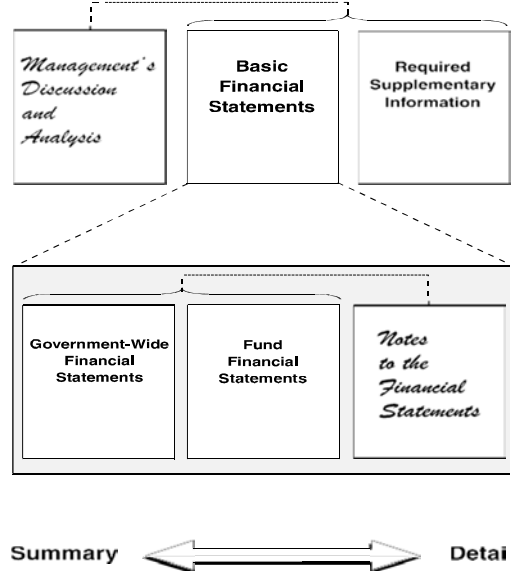 Management's
Discussion
and
Analysis
Basic
Financial
Statements
Required
Supplementary
Information
Government-Wide
Financial
Statements
Fund
Financial
Statements
Notes
to the
Financial
Statements
Summary
Detai